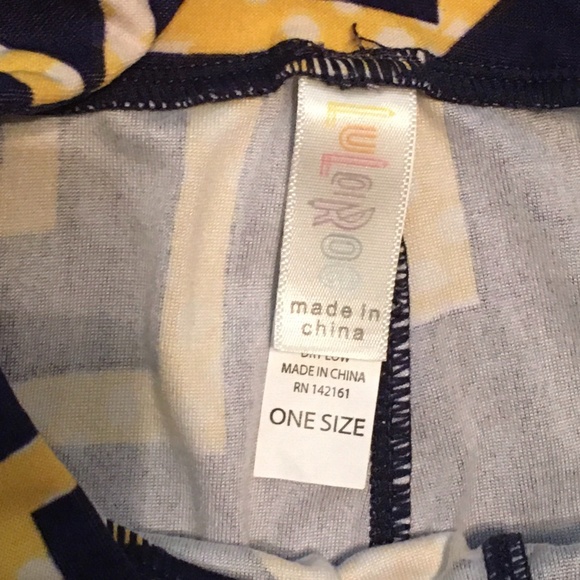 LuLaRoe
made in
china
DRY LOW
MADE IN CHINA
RN 142161
ONE SIZE